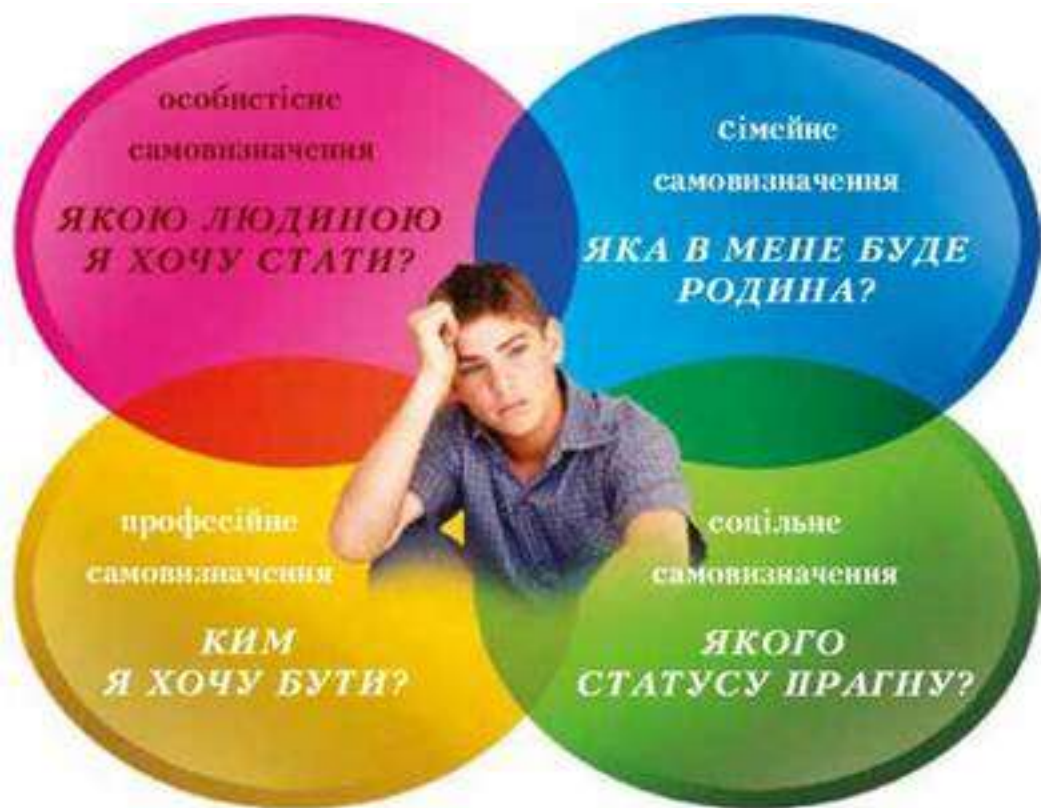 особистісне
самовизначення
ЯКОЮ ЛЮДИНОЮ
Я ХОЧУ СТАТИ?
сімейне
самовизначення
ЯКА В МЕНЕ БУДЕ
РОДИНА?
професійне
самовизначення
КИМ
Я ХОЧУ БУТИ?
соцільне
самовизначення
ЯКОГО
СТАТУСУ ПРАГНУ?